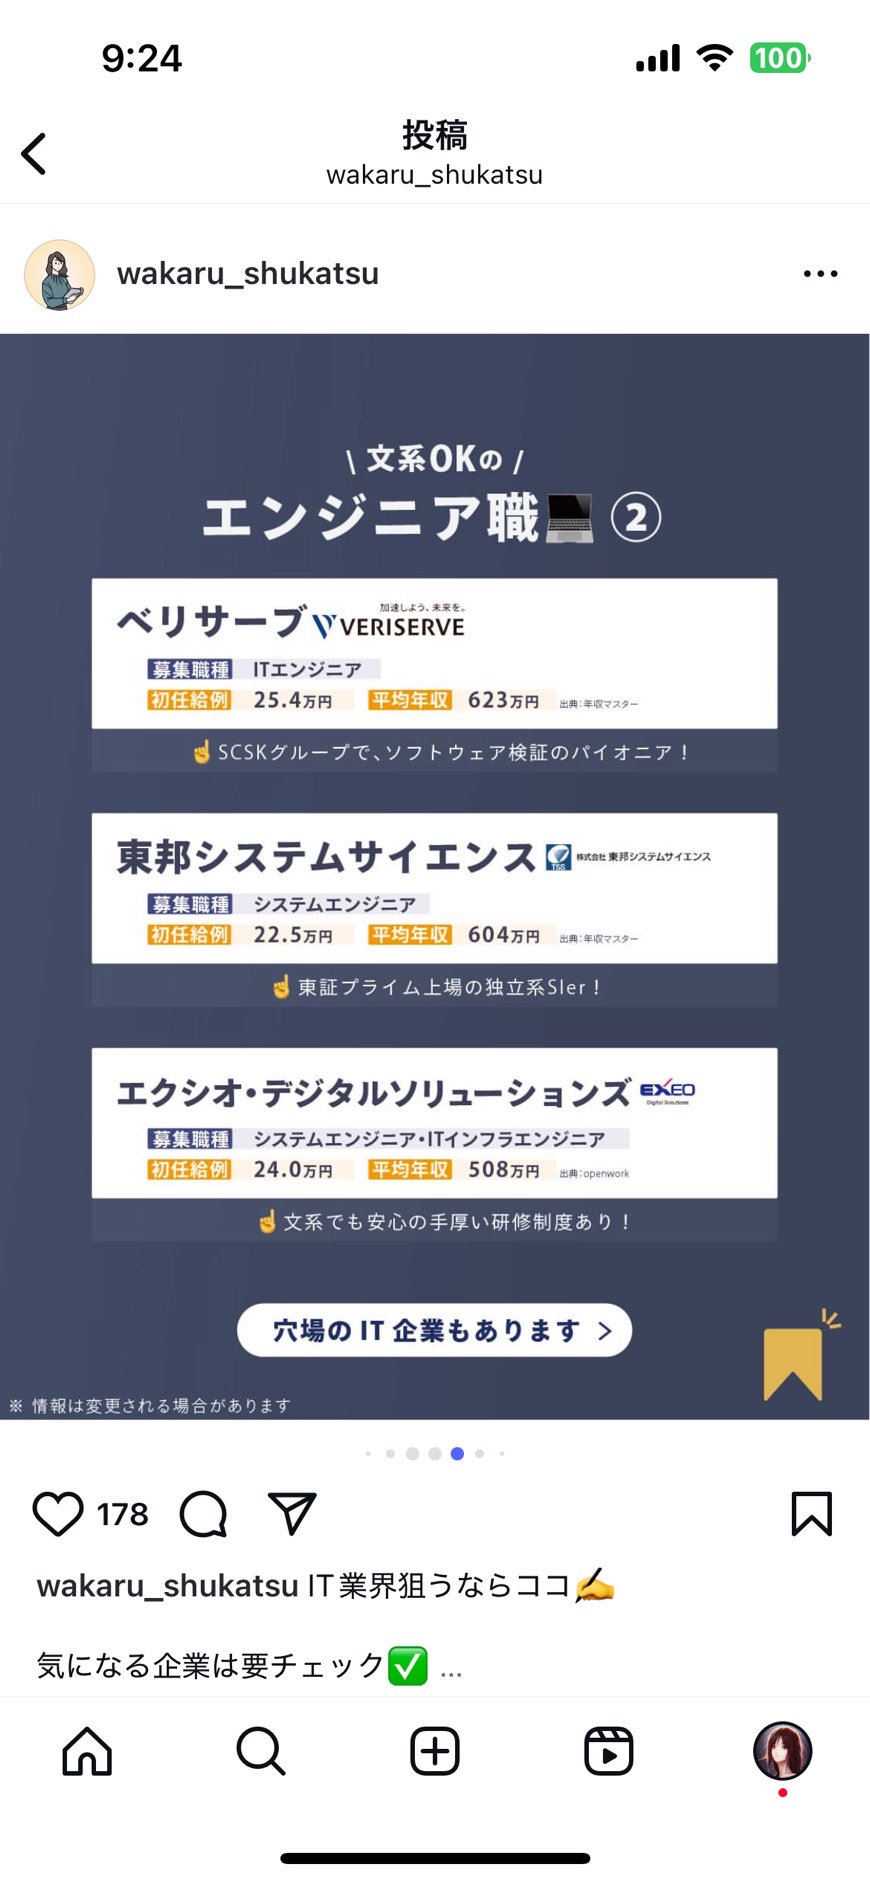 9:24
100
投稿
wakaru_shukatsu
wakaru_shukatsu
\ 文系OKの /
エンジニア職💻 ②
加速しよう、未来を。
ベリサーブ VERISERVE
募集職種 ITエンジニア
初任給例 25.4万円 平均年収 623万円 出典:年収マスター
☝️SCSKグループで、ソフトウェア検証のパイオニア！
東邦システムサイエンス TSS 株式会社 東邦システムサイエンス
募集職種 システムエンジニア
初任給例 22.5万円 平均年収 604万円 出典:年収マスター
☝️東証プライム上場の独立系SIer！
エクシオ・デジタルソリューションズ EXEO
Digital Solutions
募集職種 システムエンジニア・ITインフラエンジニア
初任給例 24.0万円 平均年収 508万円 出典:openwork
☝️文系でも安心の手厚い研修制度あり！
穴場のIT企業もあります >
※ 情報は変更される場合があります
178
wakaru_shukatsu IT業界狙うならココ✍️
気になる企業は要チェック✅ ...